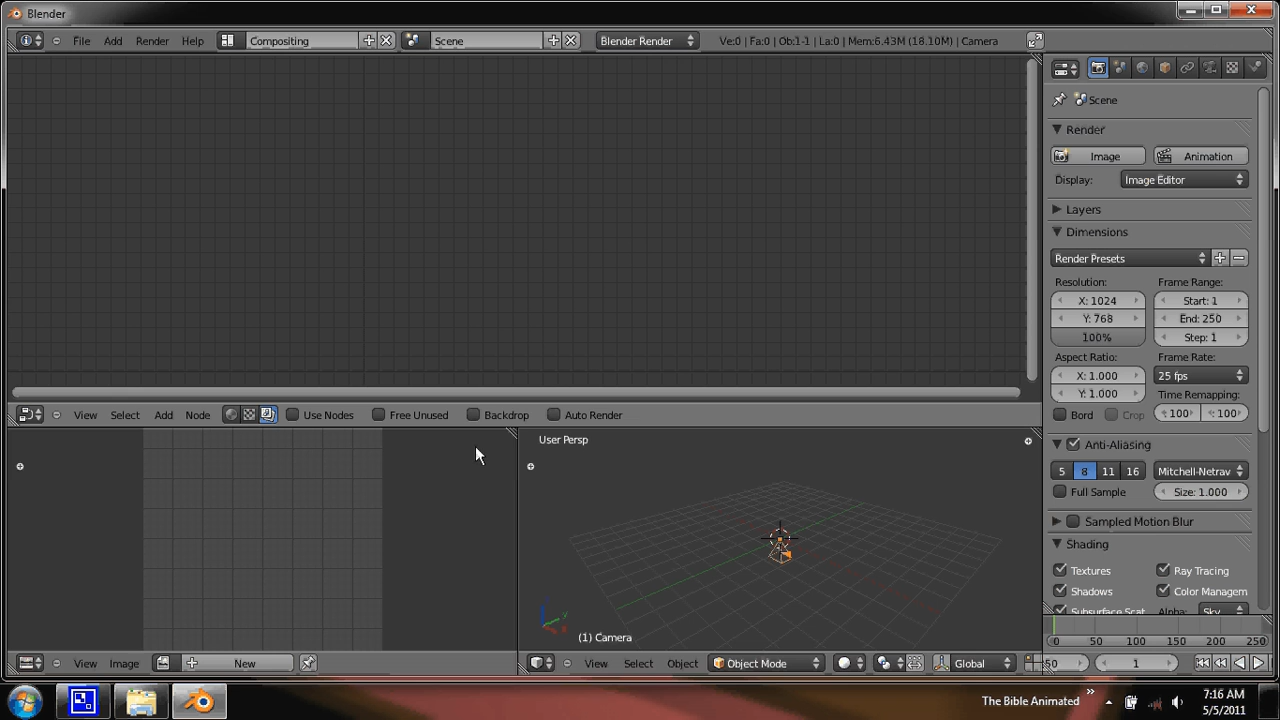 Blender
File Add Render Help Compositing Scene Blender Render Ve:0 | Fa:0 | Ob:1-1 | La:0 | Mem:6.43M (18.10M) | Camera
Scene
Render
Image Animation
Display: Image Editor
Layers
Dimensions
Render Presets
Resolution: Frame Range:
X: 1024 Start: 1
Y: 768 End: 250
100% Step: 1
Aspect Ratio: Frame Rate:
X: 1.000 25 fps
Y: 1.000 Time Remapping:
Bord Crop : 100 : 100
View Select Add Node Use Nodes Free Unused Backdrop Auto Render
Anti-Aliasing
5 8 11 16 Mitchell-Netrav
Full Sample Size: 1.000
Sampled Motion Blur
Shading
Textures Ray Tracing
Shadows Color Managem
Subsurface Scat Alpha: Sky
User Persp
(1) Camera
0 50 100 150 200 250
View Image New
View Select Object Object Mode Global 50 1
The Bible Animated
7:16 AM
5/5/2011